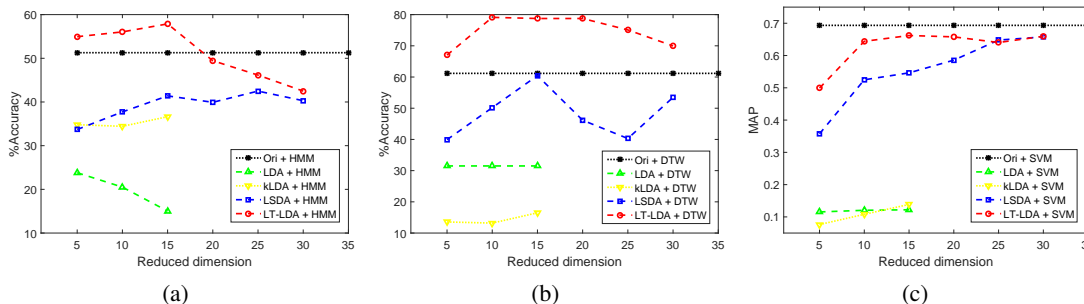 60
50
40
30
20
10
%Accuracy
5 10 15 20 25 30 35
Reduced dimension
Ori + HMM
LDA + HMM
kLDA + HMM
LSDA + HMM
LT-LDA + HMM
(a)
80
70
60
50
40
30
20
10
%Accuracy
5 10 15 20 25 30 35
Reduced dimension
Ori + DTW
LDA + DTW
kLDA + DTW
LSDA + DTW
LT-LDA + DTW
(b)
0.7
0.6
0.5
0.4
0.3
0.2
0.1
MAP
5 10 15 20 25 30 35
Reduced dimension
Ori + SVM
LDA + SVM
kLDA + SVM
LSDA + SVM
LT-LDA + SVM
(c)